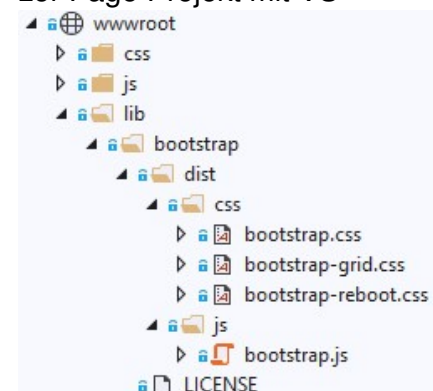 wwwroot
css
js
lib
bootstrap
dist
css
bootstrap.css
bootstrap-grid.css
bootstrap-reboot.css
js
bootstrap.js
LICENSE